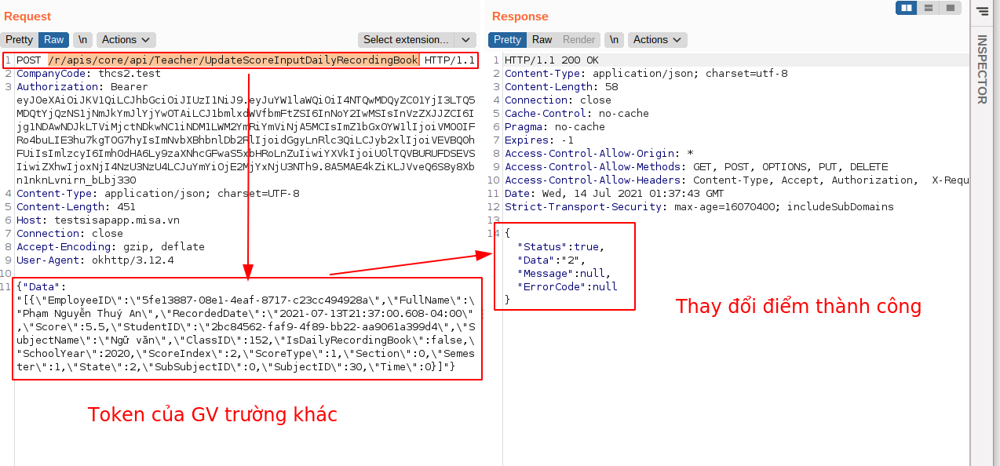 Request
Pretty Raw \n Actions Select extension...
1 POST /r/apis/core/api/Teacher/UpdateScoreInputDailyRecordingBook HTTP/1.1
2 CompanyCode: thcs2.test
3 Authorization: Bearer
4 Content-Type: application/json; charset=UTF-8
5 Content-Length: 451
6 Host: testsisapapp.misa.vn
7 Connection: close
8 Accept-Encoding: gzip, deflate
9 User-Agent: okhttp/3.12.4
10
11 {"Data":
"[{\"EmployeeID\":\"5fe13887-08e1-4eaf-8717-c23cc494928a\",\"FullName\":\
"Phạm Nguyễn Thuý An\",\"RecordedDate\":\"2021-07-13T21:37:00.608-04:00\"
,\"Score\":5.5,\"StudentID\":\"2bc84562-faf9-4f89-bb22-aa9061a399d4\",\"S
ubjectName\":\"Ngữ văn\",\"ClassID\":152,\"IsDailyRecordingBook\":false,\
"SchoolYear\":2020,\"ScoreIndex\":2,\"ScoreType\":1,\"Section\":0,\"Semes
ter\":1,\"State\":2,\"SubSubjectID\":0,\"SubjectID\":30,\"Time\":0}]"}
Token của GV trường khác
Response
Pretty Raw Render \n Actions
1 HTTP/1.1 200 OK
2 Content-Type: application/json; charset=utf-8
3 Content-Length: 58
4 Connection: close
5 Cache-Control: no-cache
6 Pragma: no-cache
7 Expires: -1
8 Access-Control-Allow-Origin: *
9 Access-Control-Allow-Methods: GET, POST, OPTIONS, PUT, DELETE
10 Access-Control-Allow-Headers: Content-Type, Accept, Authorization, X-Requ
11 Date: Wed, 14 Jul 2021 01:37:43 GMT
12 Strict-Transport-Security: max-age=16070400; includeSubDomains
13
14 {
"Status":true,
"Data":"2",
"Message":null,
"ErrorCode":null
}
Thay đổi điểm thành công
INSPECTOR